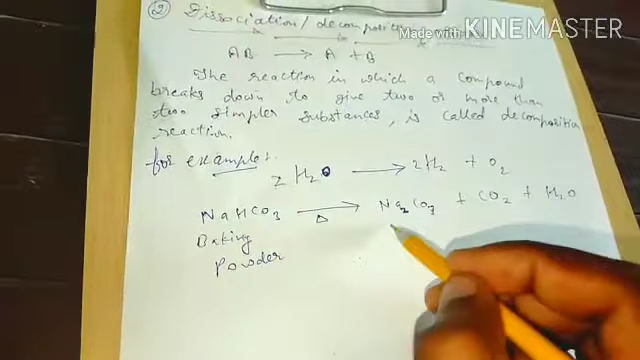 Made with KINEMASTER
② Dissociation/decomposition
AB → A + B
The reaction in which a compound
breaks down to give two or more than
two simpler substances, is called decomposition
reaction.
for example:
2 H₂O → 2H₂ + O₂
NaHCO₃ →Δ Na₂CO₃ + CO₂ + H₂O
Baking
Powder